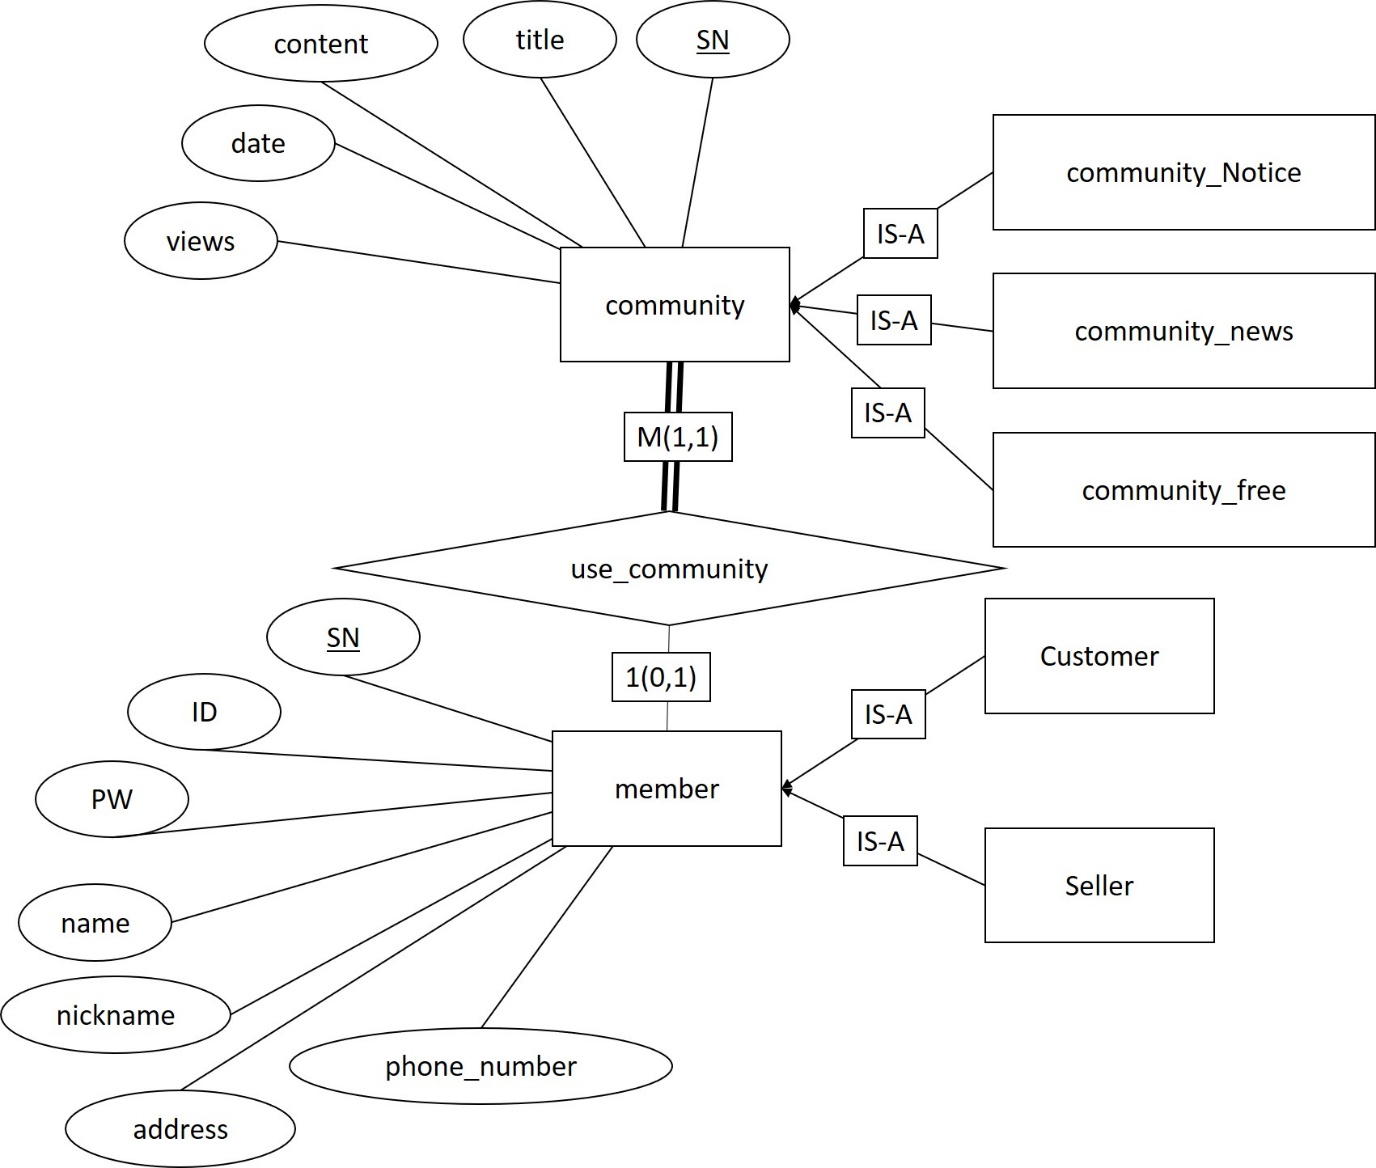 content
title
SN
date
views
community_Notice
IS-A
community
IS-A
community_news
IS-A
community_free
M(1,1)
use_community
SN
1(0,1)
Customer
ID
IS-A
PW
member
IS-A
Seller
name
nickname
phone_number
address